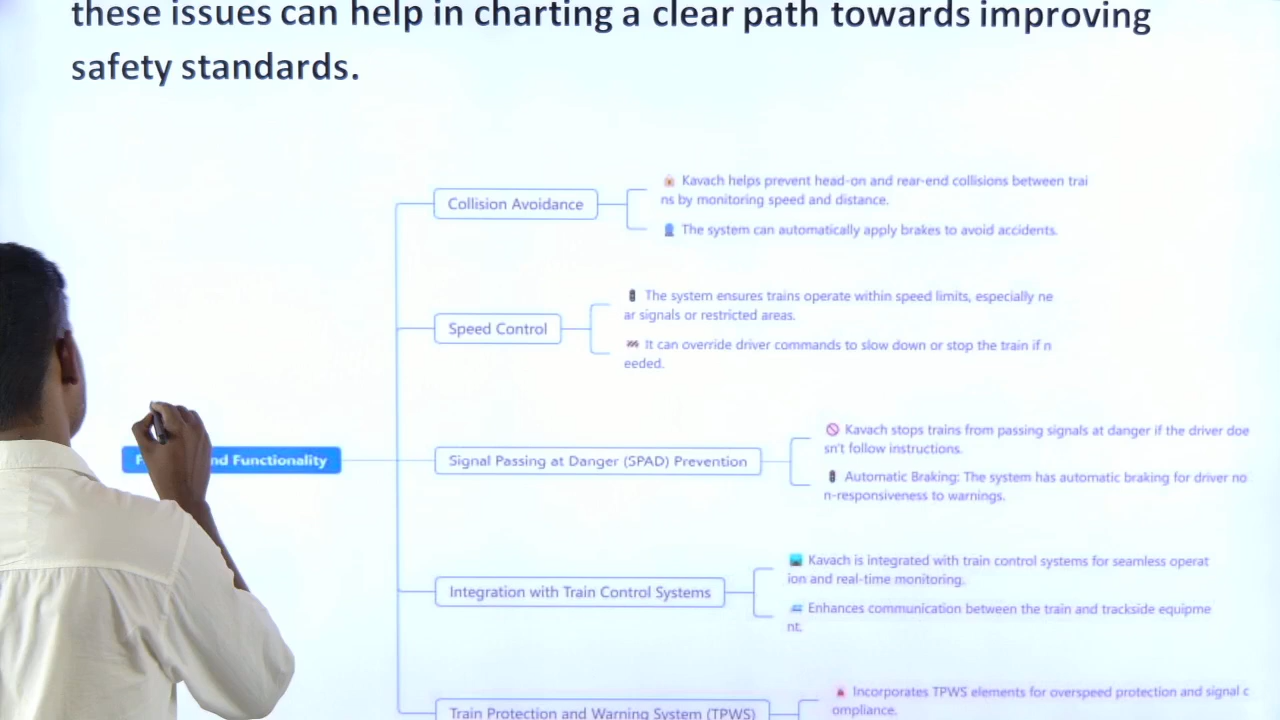 these issues can help in charting a clear path towards improving
safety standards.
Collision Avoidance
Kavach helps prevent head-on and rear-end collisions between trai
ns by monitoring speed and distance.
The system can automatically apply brakes to avoid accidents.
Speed Control
The system ensures trains operate within speed limits, especially ne
ar signals or restricted areas.
It can override driver commands to slow down or stop the train if n
eeded.
nd Functionality
Signal Passing at Danger (SPAD) Prevention
Kavach stops trains from passing signals at danger if the driver doe
sn't follow instructions.
Automatic Braking: The system has automatic braking for driver no
n-responsiveness to warnings.
Integration with Train Control Systems
Kavach is integrated with train control systems for seamless operat
ion and real-time monitoring.
Enhances communication between the train and trackside equipme
nt.
Train Protection and Warning System (TPWS)
Incorporates TPWS elements for overspeed protection and signal c
ompliance.